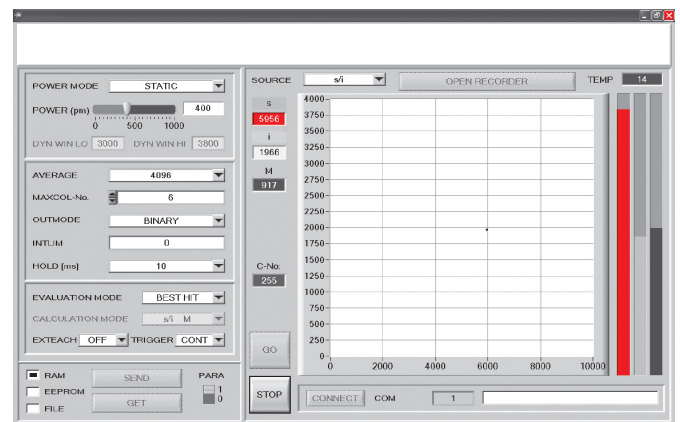 POWER MODE STATIC
POWER (pm) 400
0 500 1000
DYN WIN LO 3000 DYN WIN HI 3800
AVERAGE 4096
MAXCOL-No. 6
OUTMODE BINARY
INTLIM 0
HOLD [ms] 10
EVALUATION MODE BEST HIT
CALCULATION MODE s/i M
EXTEACH OFF TRIGGER CONT
RAM SEND PARA
EEPROM 1
FILE GET 0
SOURCE s/i OPEN RECORDER TEMP 14
s
5956
i
1966
M
917
C-No:
255
GO
STOP
4000
3750
3500
3250
3000
2750
2500
2250
2000
1750
1500
1250
1000
750
500
250
0
0 2000 4000 6000 8000 10000
CONNECT COM 1